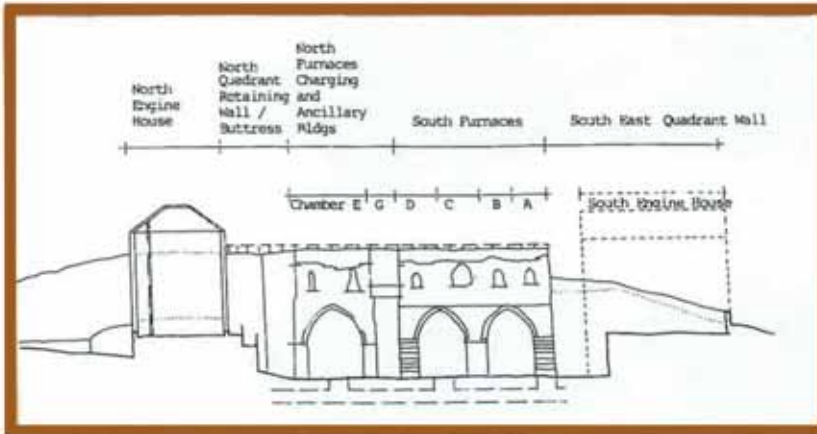 North
Engine
House
North
Quadrant
Retaining
Wall /
Buttress
North
Furnaces
Charging
and
Ancillary
Bldgs
South Furnaces
South East Quadrant Wall
Chamber E G D C B A
South Engine House